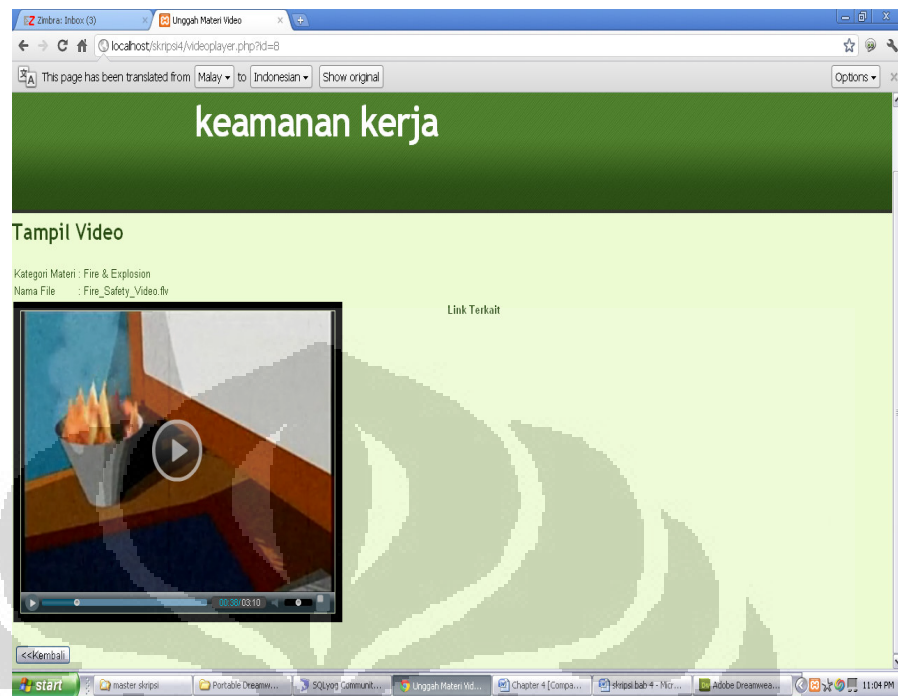 Zimbra: Inbox (3)
Unggah Materi Video
localhost/skripsi4/videoplayer.php?id=8
This page has been translated from Malay to Indonesian Show original Options
keamanan kerja
Tampil Video
Kategori Materi : Fire & Explosion
Nama File : Fire_Safety_Video.flv
Link Terkait
03:10
<<Kembali
start master skripsi Portable Dreamw... SQLyog Communit... Unggah Materi Vid... Chapter 4 [Compa... skripsi bab 4 - Micr... Adobe Dreamwea... 11:04 PM